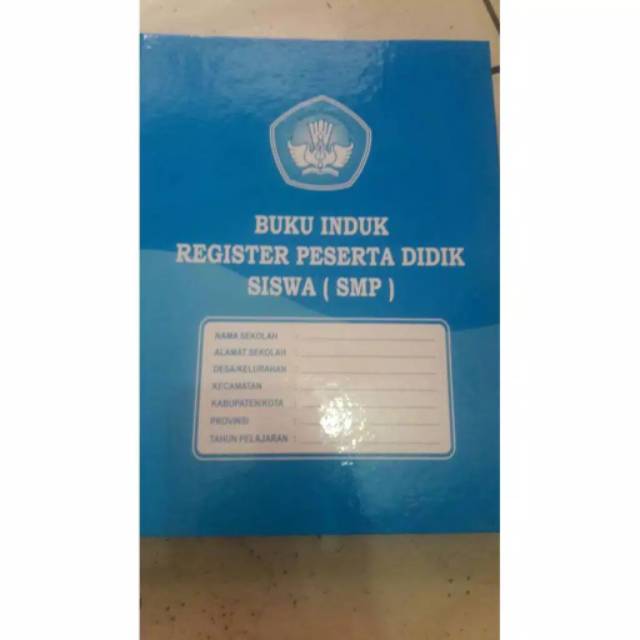 BUKU INDUK
REGISTER PESERTA DIDIK
SISWA ( SMP )
NAMA SEKOLAH :
ALAMAT SEKOLAH :
DESA/KELURAHAN :
KECAMATAN :
KABUPATEN/KOTA :
PROVINSI :
TAHUN PELAJARAN :